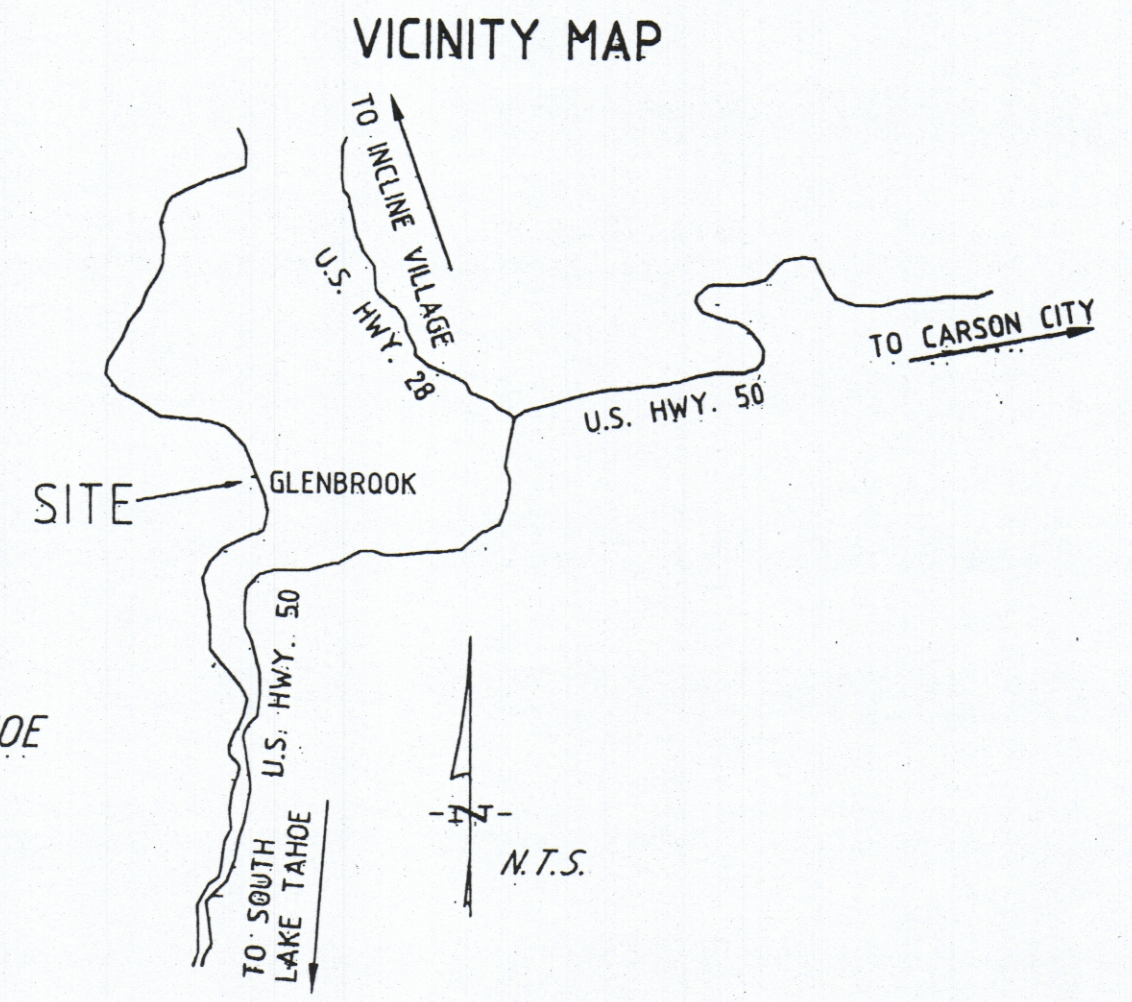 VICINITY MAP
TO INCLINE VILLAGE
U.S. HWY. 28
TO CARSON CITY
U.S. HWY. 50
SITE
GLENBROOK
U.S. HWY. 50
OE
TO SOUTH
LAKE TAHOE
N
N.T.S.